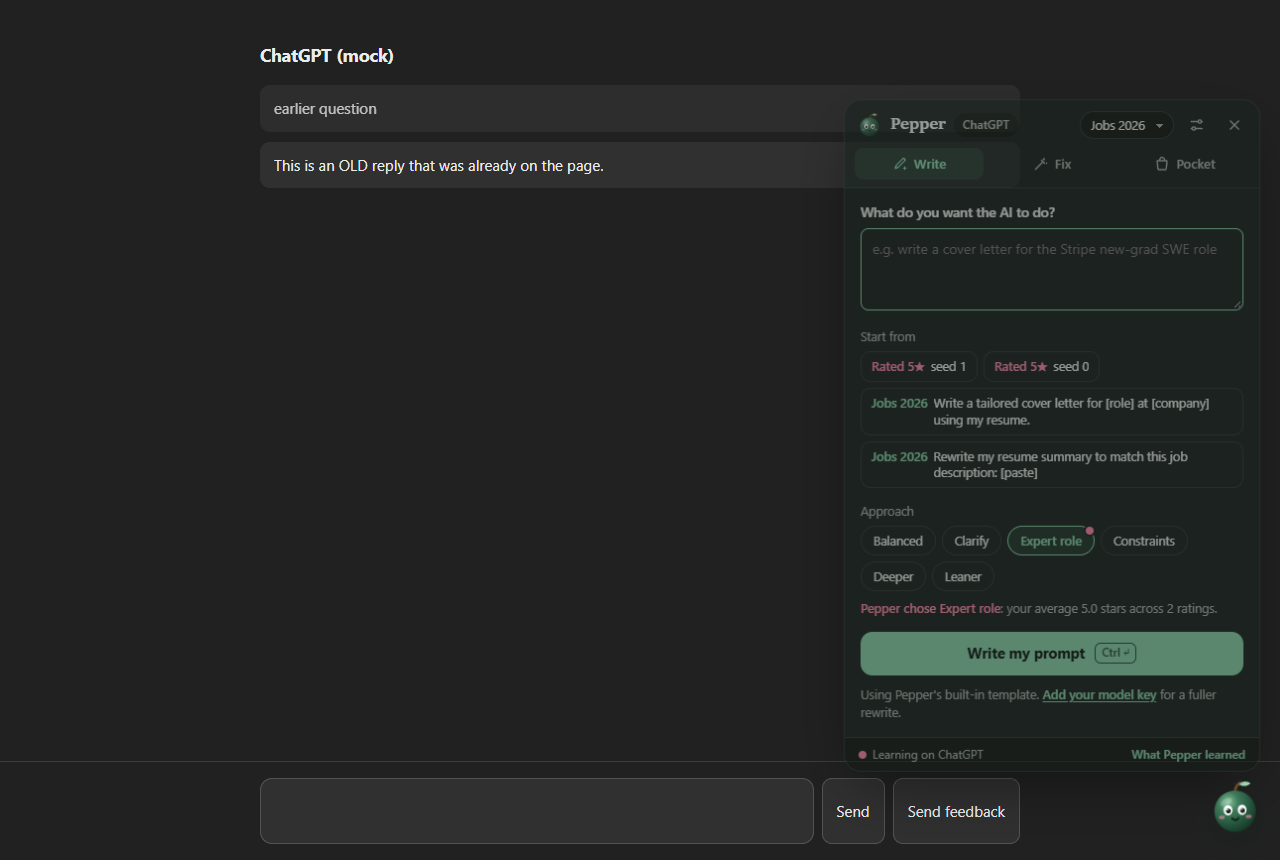 ChatGPT (mock)
earlier question
This is an OLD reply that was already on the page.
Pepper ChatGPT Jobs 2026
Write Fix Pocket
What do you want the AI to do?
e.g. write a cover letter for the Stripe new-grad SWE role
Start from
Rated 5★ seed 1 Rated 5★ seed 0
Jobs 2026 Write a tailored cover letter for [role] at [company]
using my resume.
Jobs 2026 Rewrite my resume summary to match this job
description: [paste]
Approach
Balanced Clarify Expert role Constraints
Deeper Leaner
Pepper chose Expert role: your average 5.0 stars across 2 ratings.
Write my prompt Ctrl ⏎
Using Pepper's built-in template. Add your model key for a fuller
rewrite.
Learning on ChatGPT What Pepper learned
Send Send feedback